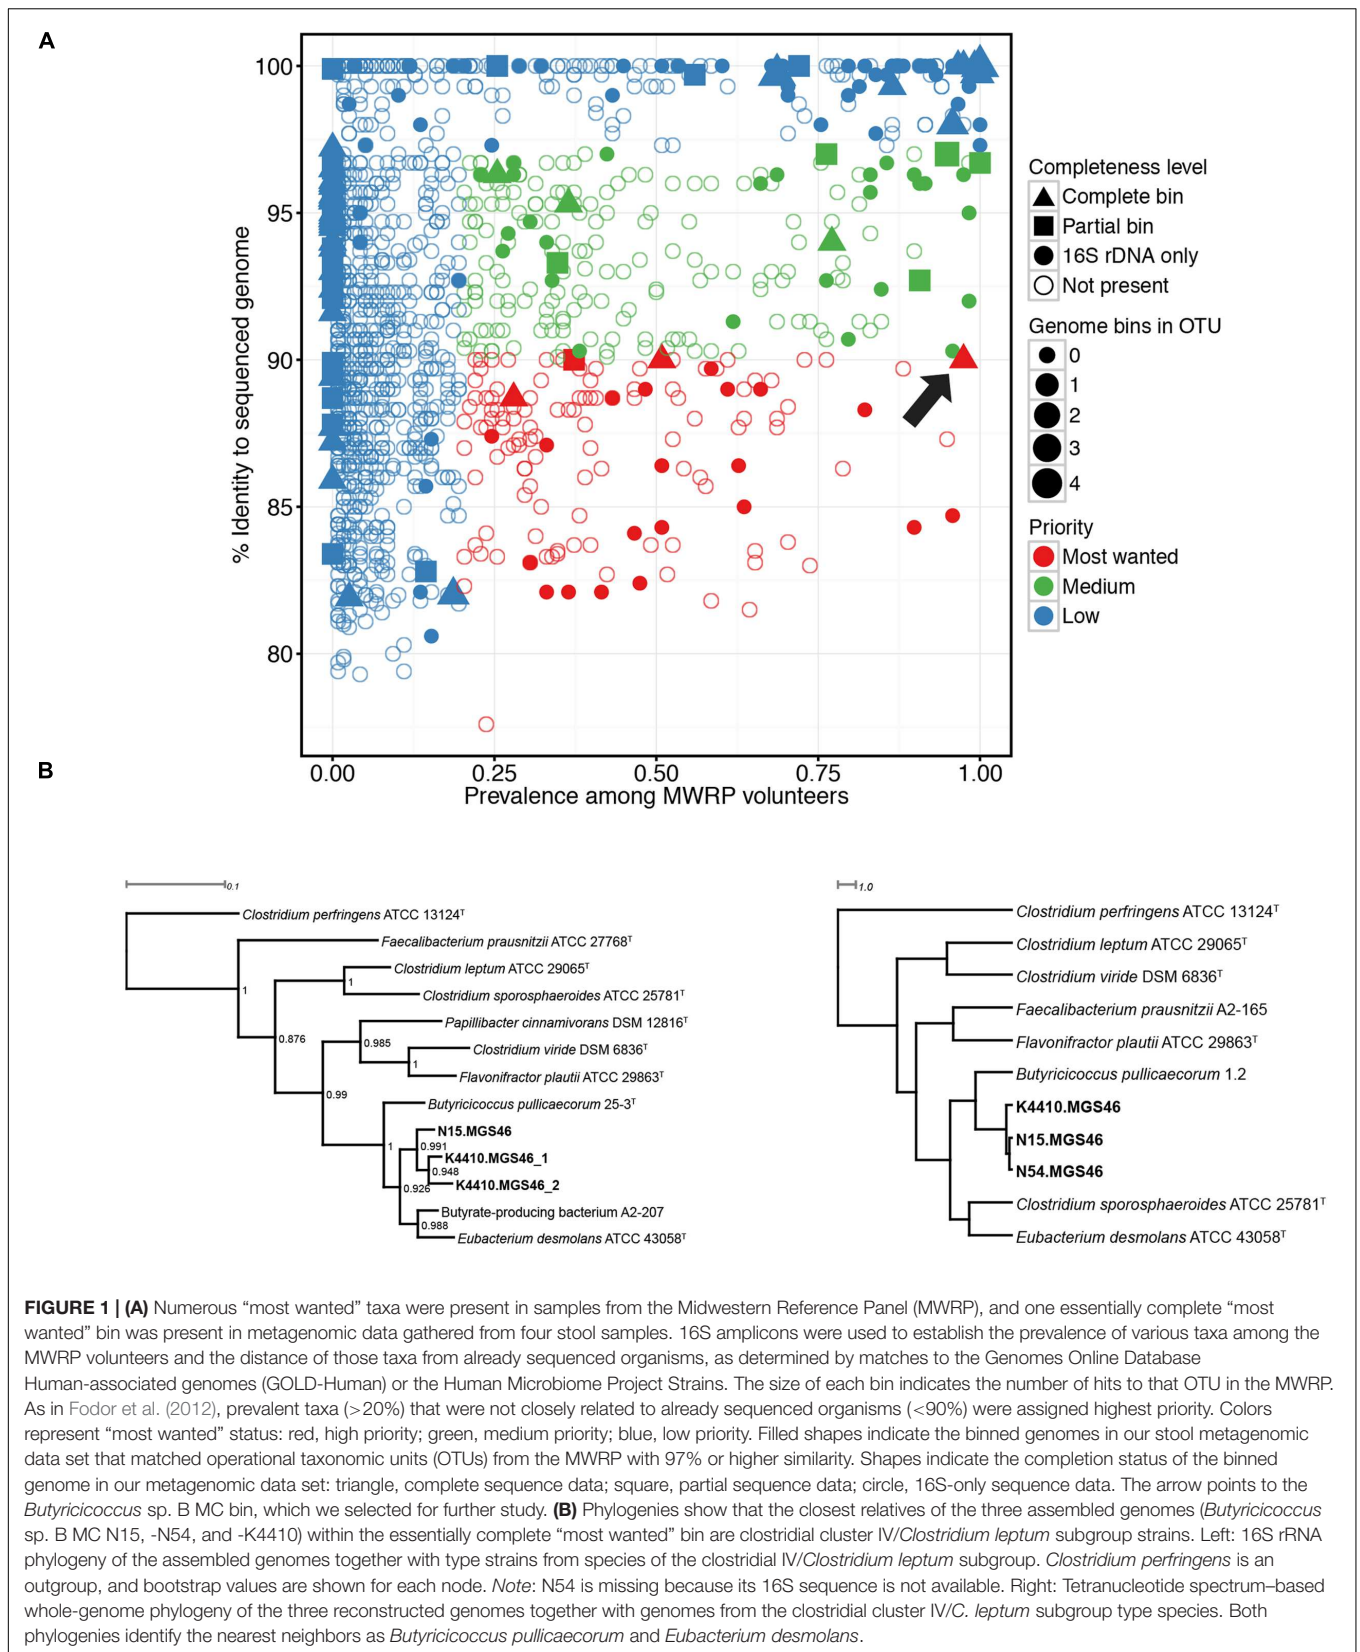 A
100
95
90
85
80
% Identity to sequenced genome
0.00 0.25 0.50 0.75 1.00
Prevalence among MWRP volunteers
Completeness level
Complete bin
Partial bin
16S rDNA only
Not present
Genome bins in OTU
0
1
2
3
4
Priority
Most wanted
Medium
Low
B
0.1
Clostridium perfringens ATCC 13124ᵀ
Faecalibacterium prausnitzii ATCC 27768ᵀ
Clostridium leptum ATCC 29065ᵀ
1
Clostridium sporosphaeroides ATCC 25781ᵀ
1
Papillibacter cinnamivorans DSM 12816ᵀ
0.876
0.985
Clostridium viride DSM 6836ᵀ
1
Flavonifractor plautii ATCC 29863ᵀ
0.99
Butyricicoccus pullicaecorum 25-3ᵀ
N15.MGS46
1
0.991
K4410.MGS46_1
0.948
K4410.MGS46_2
0.926
Butyrate-producing bacterium A2-207
0.988
Eubacterium desmolans ATCC 43058ᵀ
1.0
Clostridium perfringens ATCC 13124ᵀ
Clostridium leptum ATCC 29065ᵀ
Clostridium viride DSM 6836ᵀ
Faecalibacterium prausnitzii A2-165
Flavonifractor plautii ATCC 29863ᵀ
Butyricicoccus pullicaecorum 1.2
K4410.MGS46
N15.MGS46
N54.MGS46
Clostridium sporosphaeroides ATCC 25781ᵀ
Eubacterium desmolans ATCC 43058ᵀ
FIGURE 1 | (A) Numerous “most wanted” taxa were present in samples from the Midwestern Reference Panel (MWRP), and one essentially complete “most
wanted” bin was present in metagenomic data gathered from four stool samples. 16S amplicons were used to establish the prevalence of various taxa among the
MWRP volunteers and the distance of those taxa from already sequenced organisms, as determined by matches to the Genomes Online Database
Human-associated genomes (GOLD-Human) or the Human Microbiome Project Strains. The size of each bin indicates the number of hits to that OTU in the MWRP.
As in Fodor et al. (2012), prevalent taxa (>20%) that were not closely related to already sequenced organisms (<90%) were assigned highest priority. Colors
represent “most wanted” status: red, high priority; green, medium priority; blue, low priority. Filled shapes indicate the binned genomes in our stool metagenomic
data set that matched operational taxonomic units (OTUs) from the MWRP with 97% or higher similarity. Shapes indicate the completion status of the binned
genome in our metagenomic data set: triangle, complete sequence data; square, partial sequence data; circle, 16S-only sequence data. The arrow points to the
Butyricicoccus sp. B MC bin, which we selected for further study. (B) Phylogenies show that the closest relatives of the three assembled genomes (Butyricicoccus
sp. B MC N15, -N54, and -K4410) within the essentially complete “most wanted” bin are clostridial cluster IV/Clostridium leptum subgroup strains. Left: 16S rRNA
phylogeny of the assembled genomes together with type strains from species of the clostridial IV/Clostridium leptum subgroup. Clostridium perfringens is an
outgroup, and bootstrap values are shown for each node. Note: N54 is missing because its 16S sequence is not available. Right: Tetranucleotide spectrum–based
whole-genome phylogeny of the three reconstructed genomes together with genomes from the clostridial cluster IV/C. leptum subgroup type species. Both
phylogenies identify the nearest neighbors as Butyricicoccus pullicaecorum and Eubacterium desmolans.